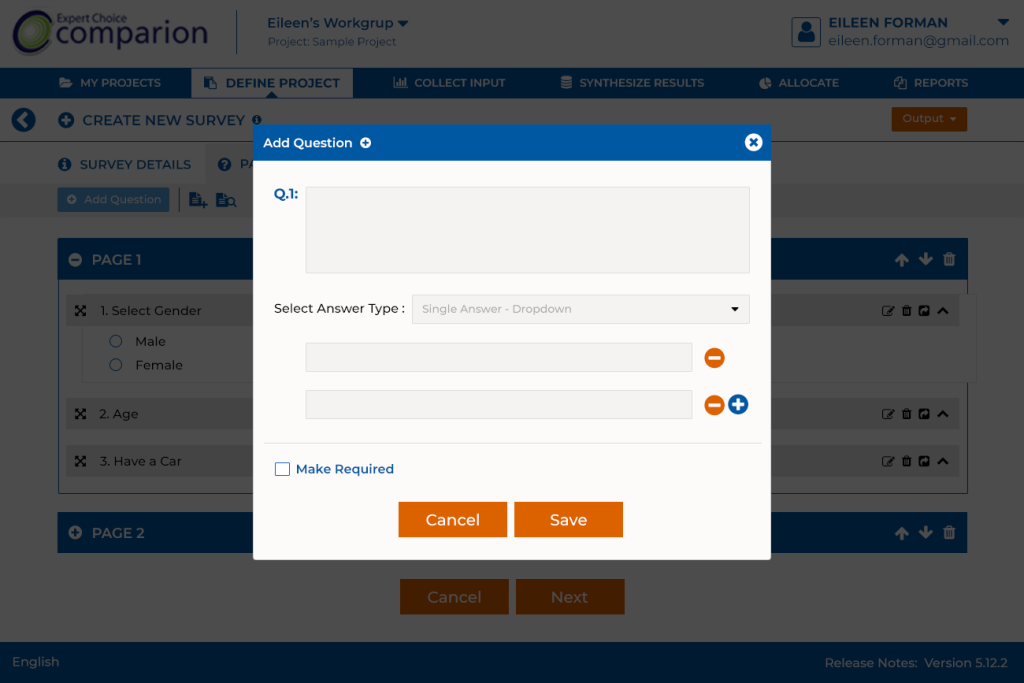 Expert Choice
comparion
Eileen's Workgrup
Project: Sample Project
EILEEN FORMAN
eileen.forman@gmail.com
MY PROJECTS
DEFINE PROJECT
COLLECT INPUT
SYNTHESIZE RESULTS
ALLOCATE
REPORTS
CREATE NEW SURVEY
Output
SURVEY DETAILS
PA
Add Question
PAGE 1
1. Select Gender
Male
Female
2. Age
3. Have a Car
PAGE 2
Cancel
Next
Add Question
Q.1:
Select Answer Type :
Single Answer - Dropdown
Make Required
Cancel
Save
English
Release Notes: Version 5.12.2